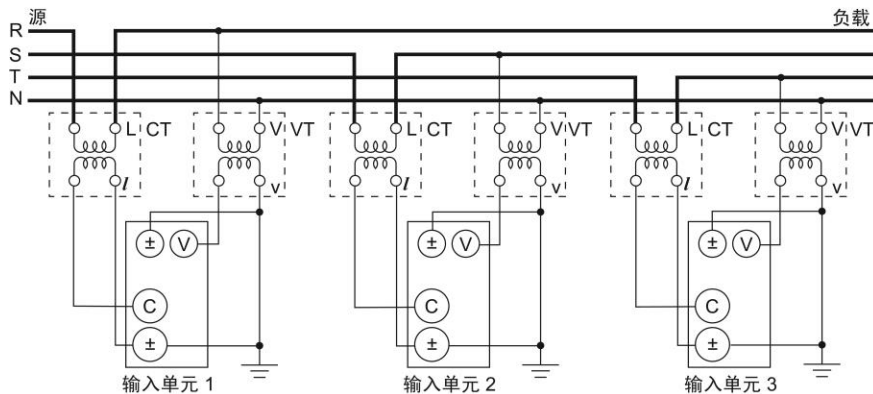 源 负载
R
S
T
N
L CT V VT L CT V VT L CT V VT
l v l v l v
± V ± V ± V
C C C
± ± ±
输入单元 1 输入单元 2 输入单元 3